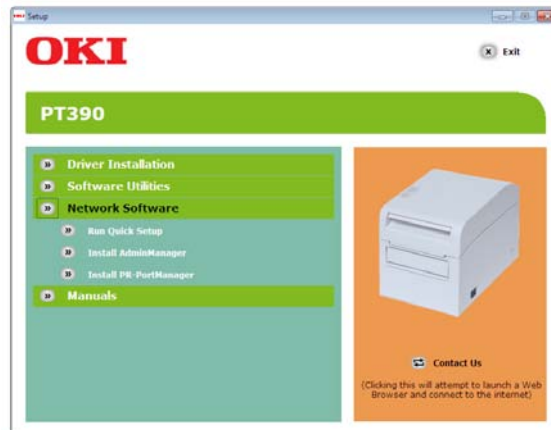 OKI Setup
OKI
Exit
PT390
Driver Installation
Software Utilities
Network Software
Run Quick Setup
Install AdminManager
Install PR-PortManager
Manuals
Contact Us
(Clicking this will attempt to launch a Web
Browser and connect to the internet)